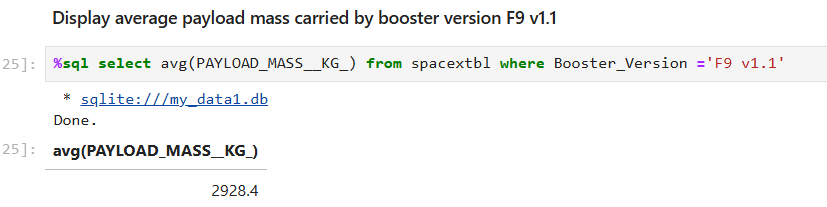 Display average payload mass carried by booster version F9 v1.1
25]: %sql select avg(PAYLOAD_MASS__KG_) from spacextbl where Booster_Version ='F9 v1.1'
* sqlite:///my_data1.db
Done.
25]: avg(PAYLOAD_MASS__KG_)
2928.4